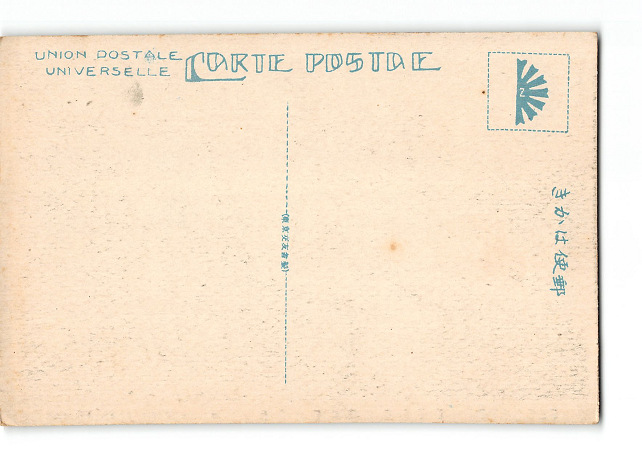 UNION POSTALE
UNIVERSELLE
CARTE POSTALE
きかは便郵